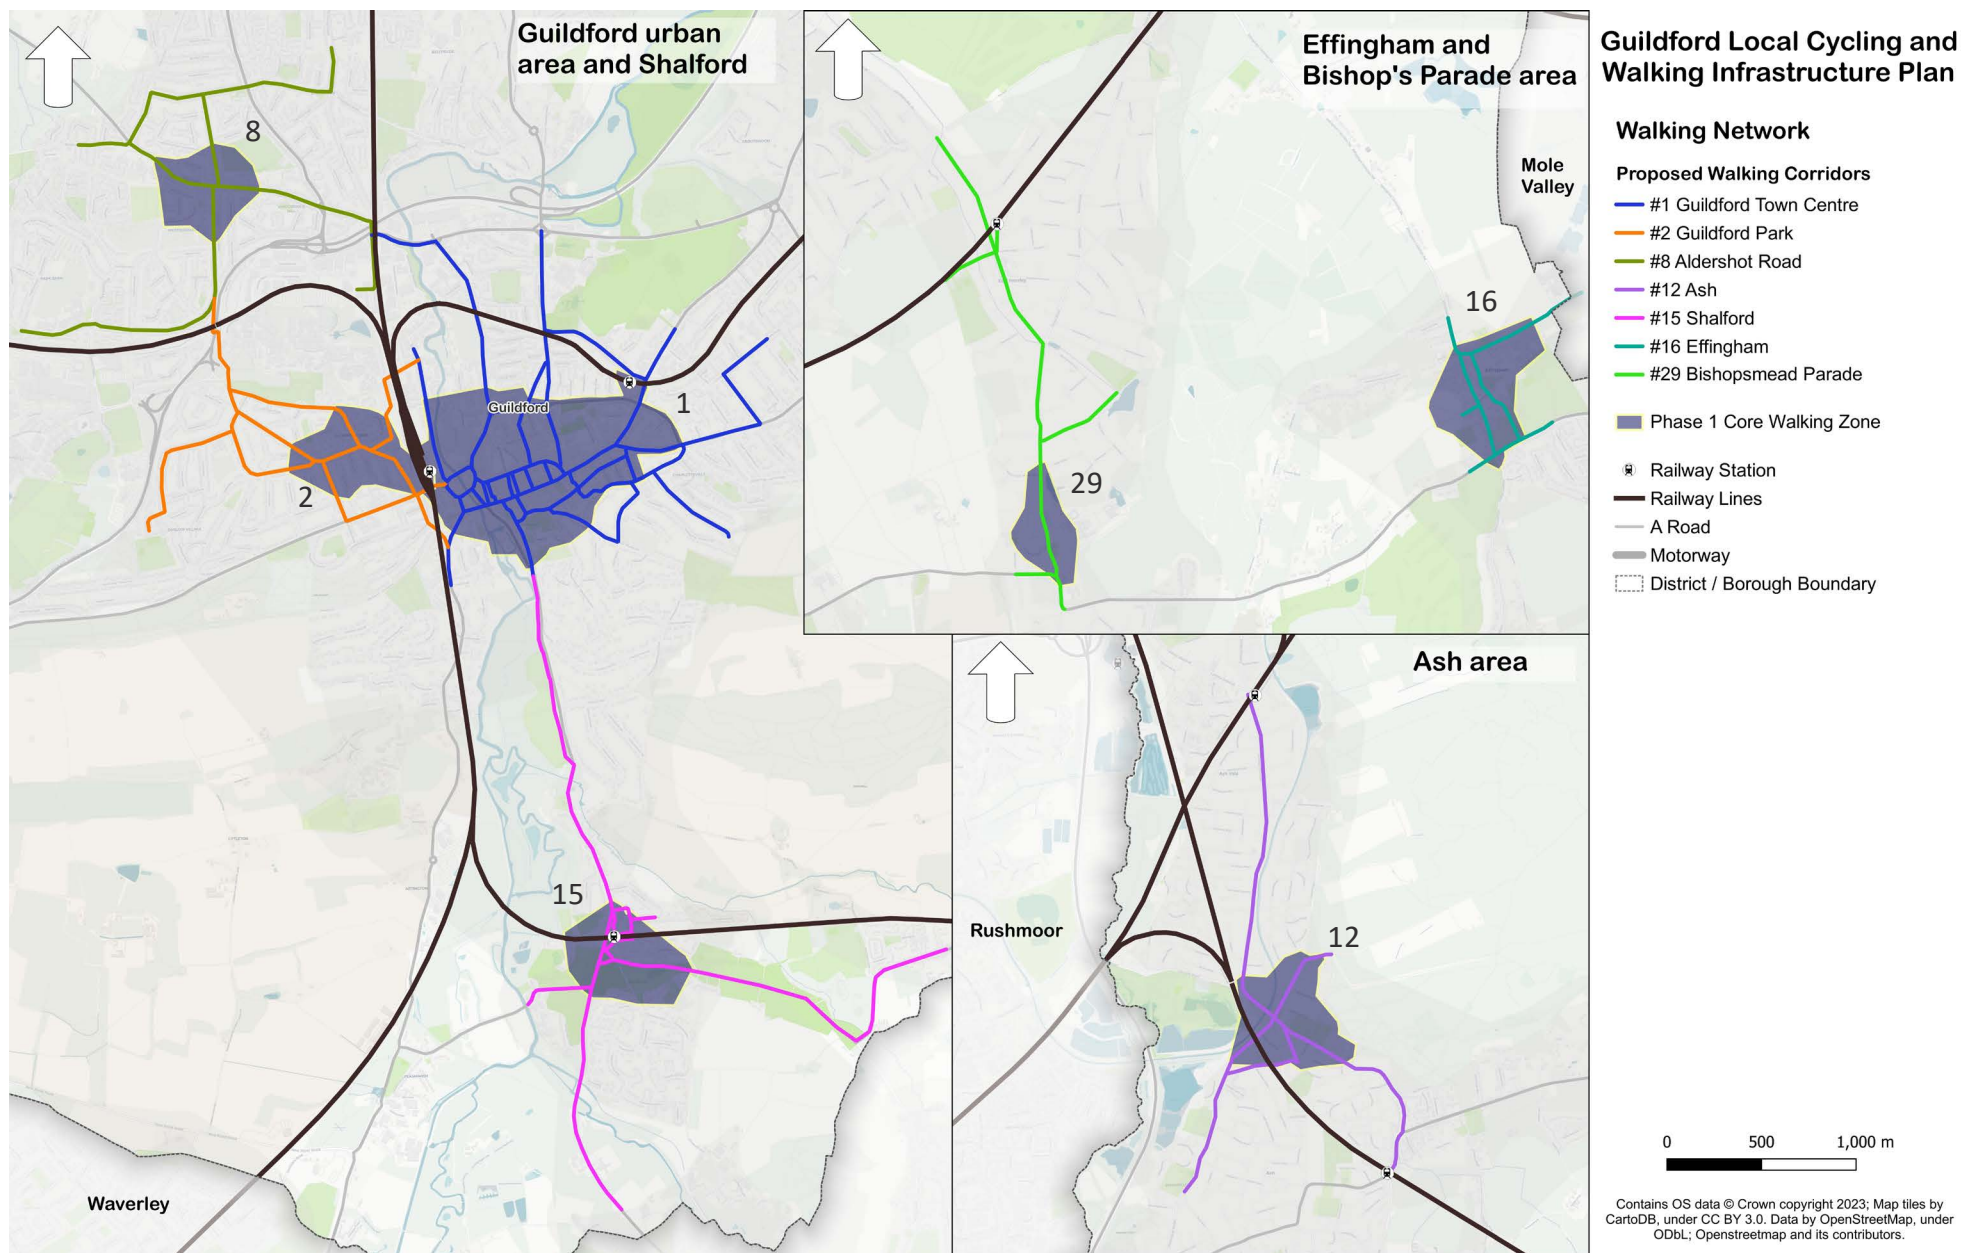 Guildford urban
area and Shalford
8
Guildford
1
2
15
Waverley
Effingham and
Bishop's Parade area
Mole
Valley
16
29
Ash area
Rushmoor
12
Guildford Local Cycling and
Walking Infrastructure Plan
Walking Network
Proposed Walking Corridors
#1 Guildford Town Centre
#2 Guildford Park
#8 Aldershot Road
#12 Ash
#15 Shalford
#16 Effingham
#29 Bishopsmead Parade
Phase 1 Core Walking Zone
Railway Station
Railway Lines
A Road
Motorway
District / Borough Boundary
0 500 1,000 m
Contains OS data © Crown copyright 2023; Map tiles by
CartoDB, under CC BY 3.0. Data by OpenStreetMap, under
ODbL; Openstreetmap and its contributors.